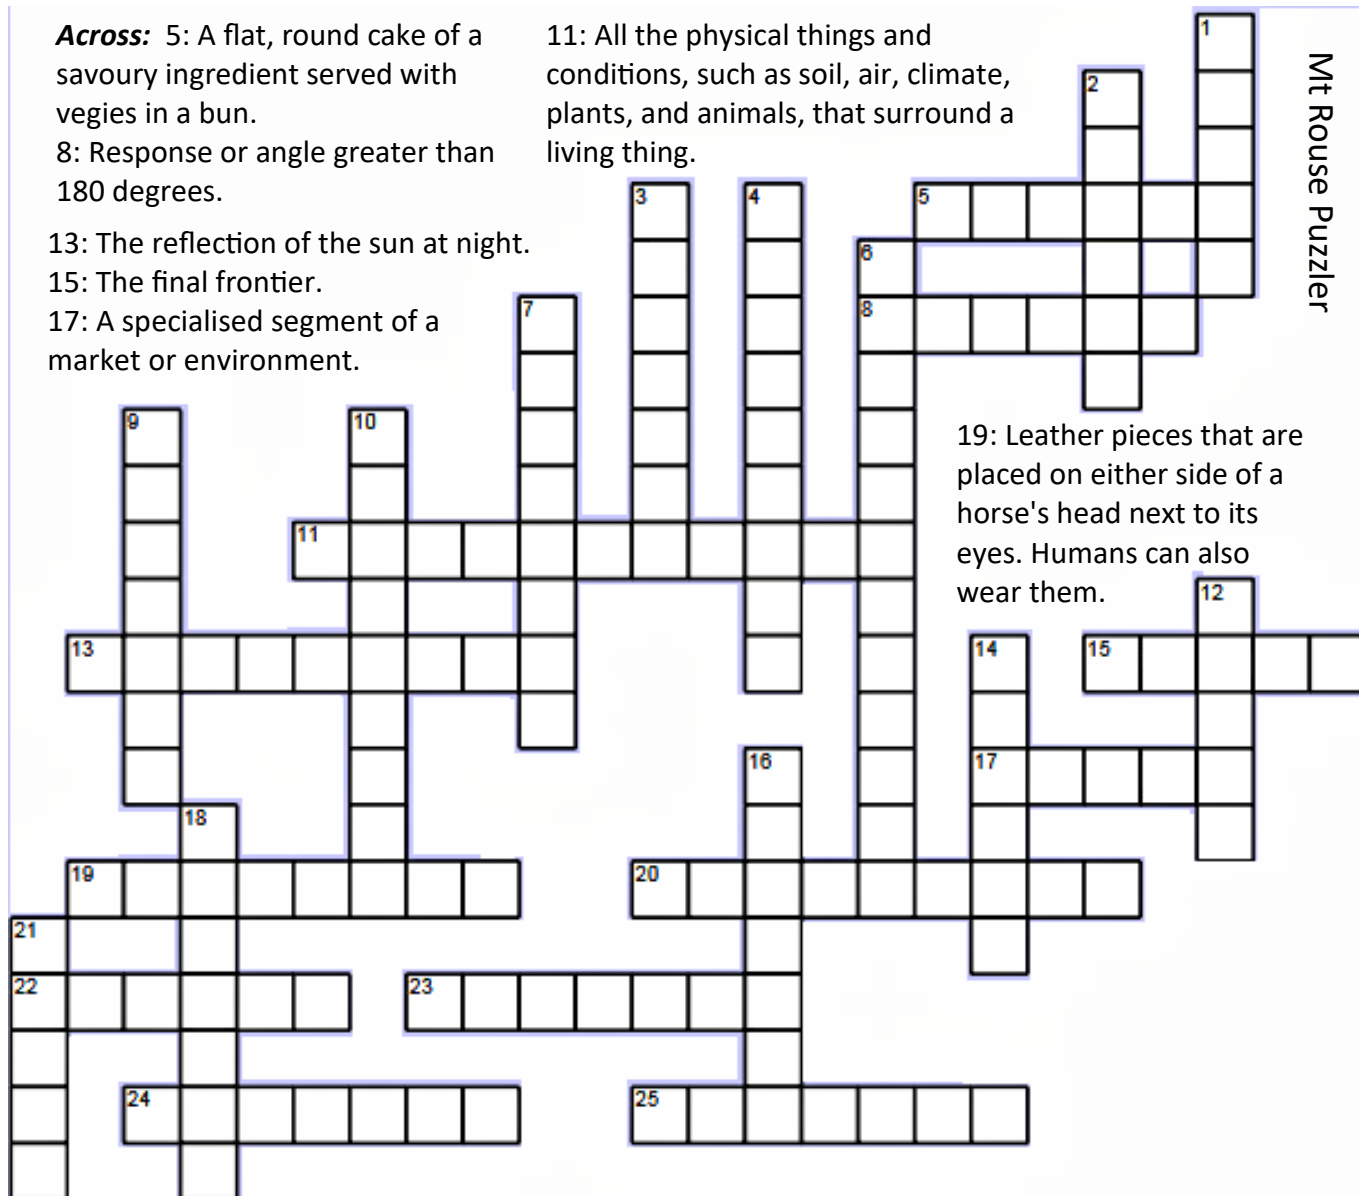 Across: 5: A flat, round cake of a
savoury ingredient served with
vegies in a bun.
8: Response or angle greater than
180 degrees.
13: The reflection of the sun at night.
15: The final frontier.
17: A specialised segment of a
market or environment.
11: All the physical things and
conditions, such as soil, air, climate,
plants, and animals, that surround a
living thing.
Mt Rouse Puzzler
19: Leather pieces that are
placed on either side of a
horse's head next to its
eyes. Humans can also
wear them.
1
2
3 4 5
6
7 8
9 10
11
12
13 14 15
16 17
18
19 20
21
22 23
24 25